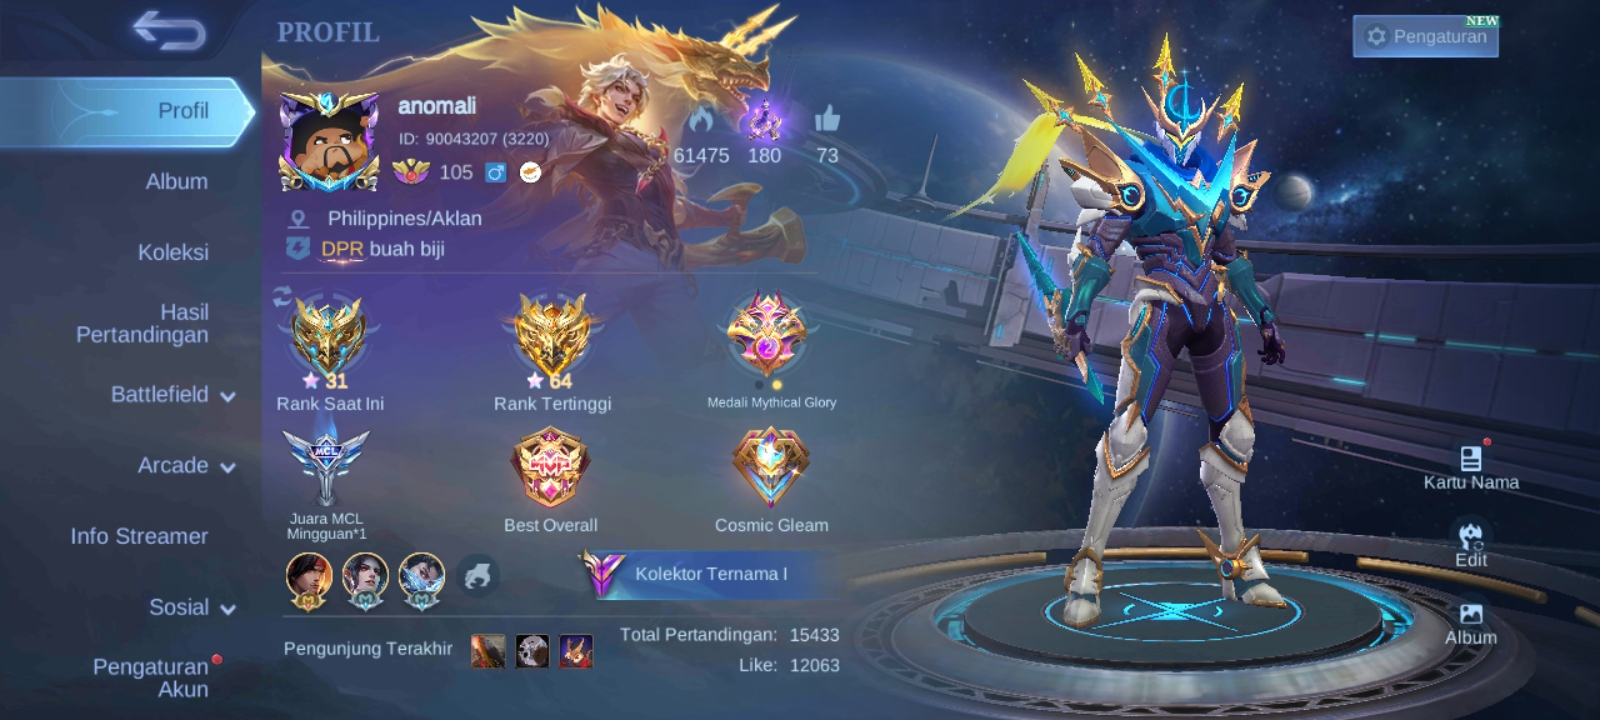 PROFIL
NEW
Pengaturan
Profil
Album
Koleksi
Hasil
Pertandingan
Battlefield
Arcade
Info Streamer
Sosial
Pengaturan
Akun
anomali
ID: 90043207 (3220)
105
61475
180
73
Philippines/Aklan
DPR buah biji
31
Rank Saat Ini
64
Rank Tertinggi
2
Medali Mythical Glory
MCL
Juara MCL
Mingguan*1
MVP
Best Overall
Cosmic Gleam
M
M
M
Kolektor Ternama I
Pengunjung Terakhir
Total Pertandingan: 15433
Like: 12063
Kartu Nama
Edit
Album